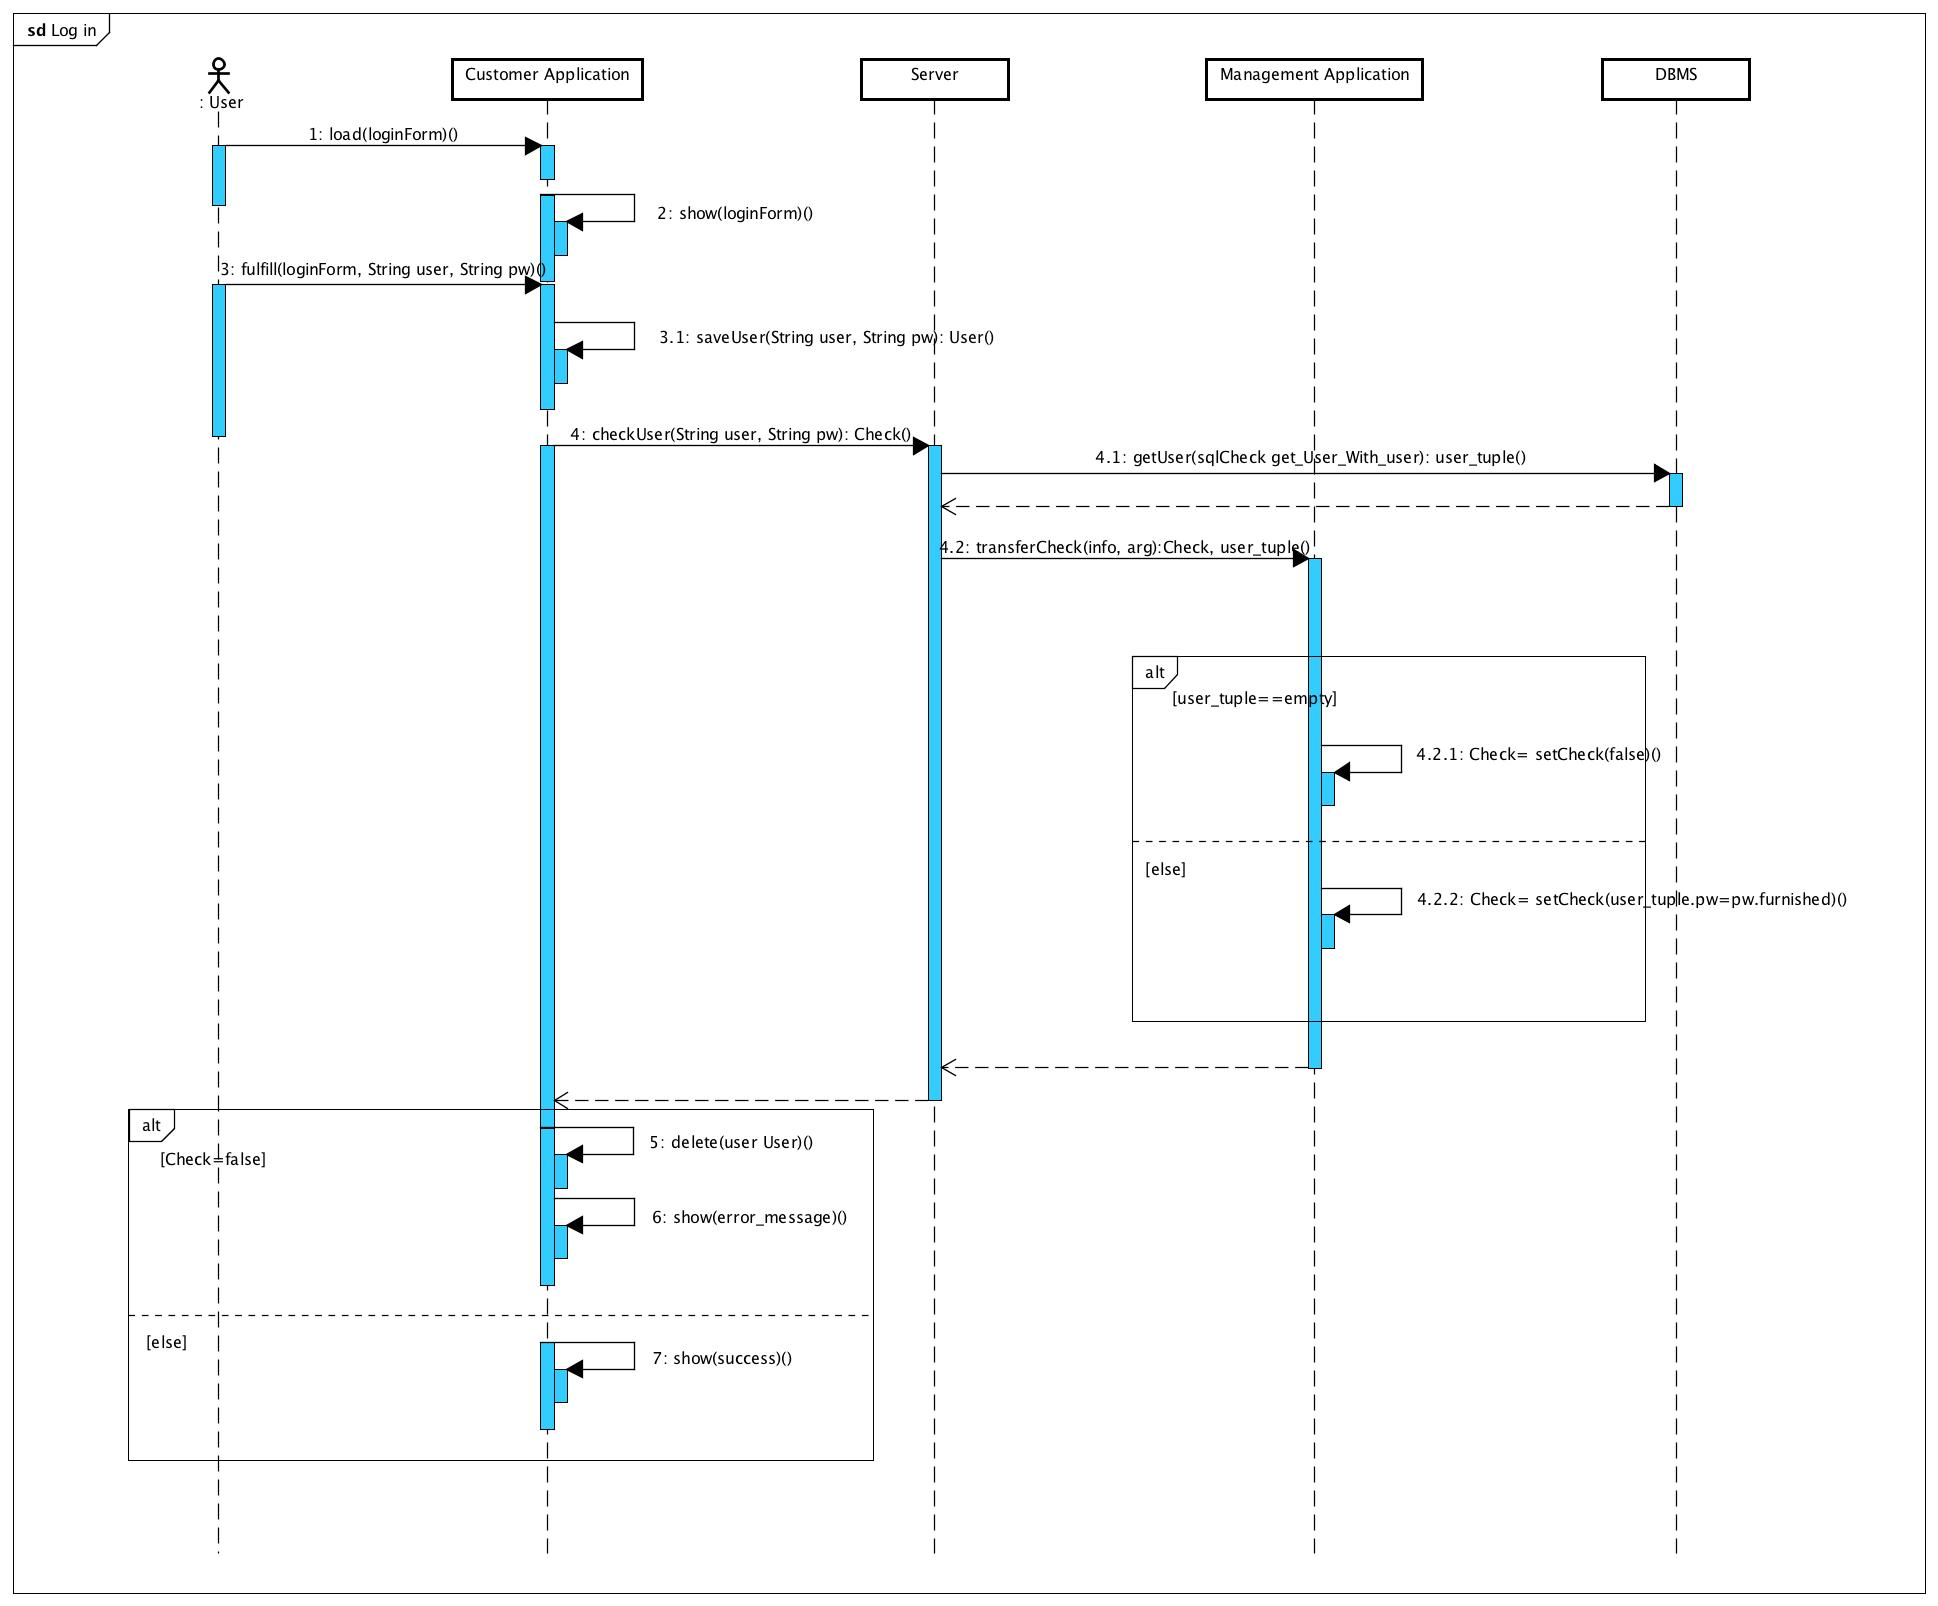 sd Log in
: User
Customer Application
Server
Management Application
DBMS
1: load(loginForm)()
2: show(loginForm)()
3: fulfill(loginForm, String user, String pw)()
3.1: saveUser(String user, String pw): User()
4: checkUser(String user, String pw): Check()
4.1: getUser(sqlCheck get_User_With_user): user_tuple()
4.2: transferCheck(info, arg):Check, user_tuple()
alt
[user_tuple==empty]
4.2.1: Check= setCheck(false)()
[else]
4.2.2: Check= setCheck(user_tuple.pw=pw.furnished)()
alt
[Check=false]
5: delete(user User)()
6: show(error_message)()
[else]
7: show(success)()